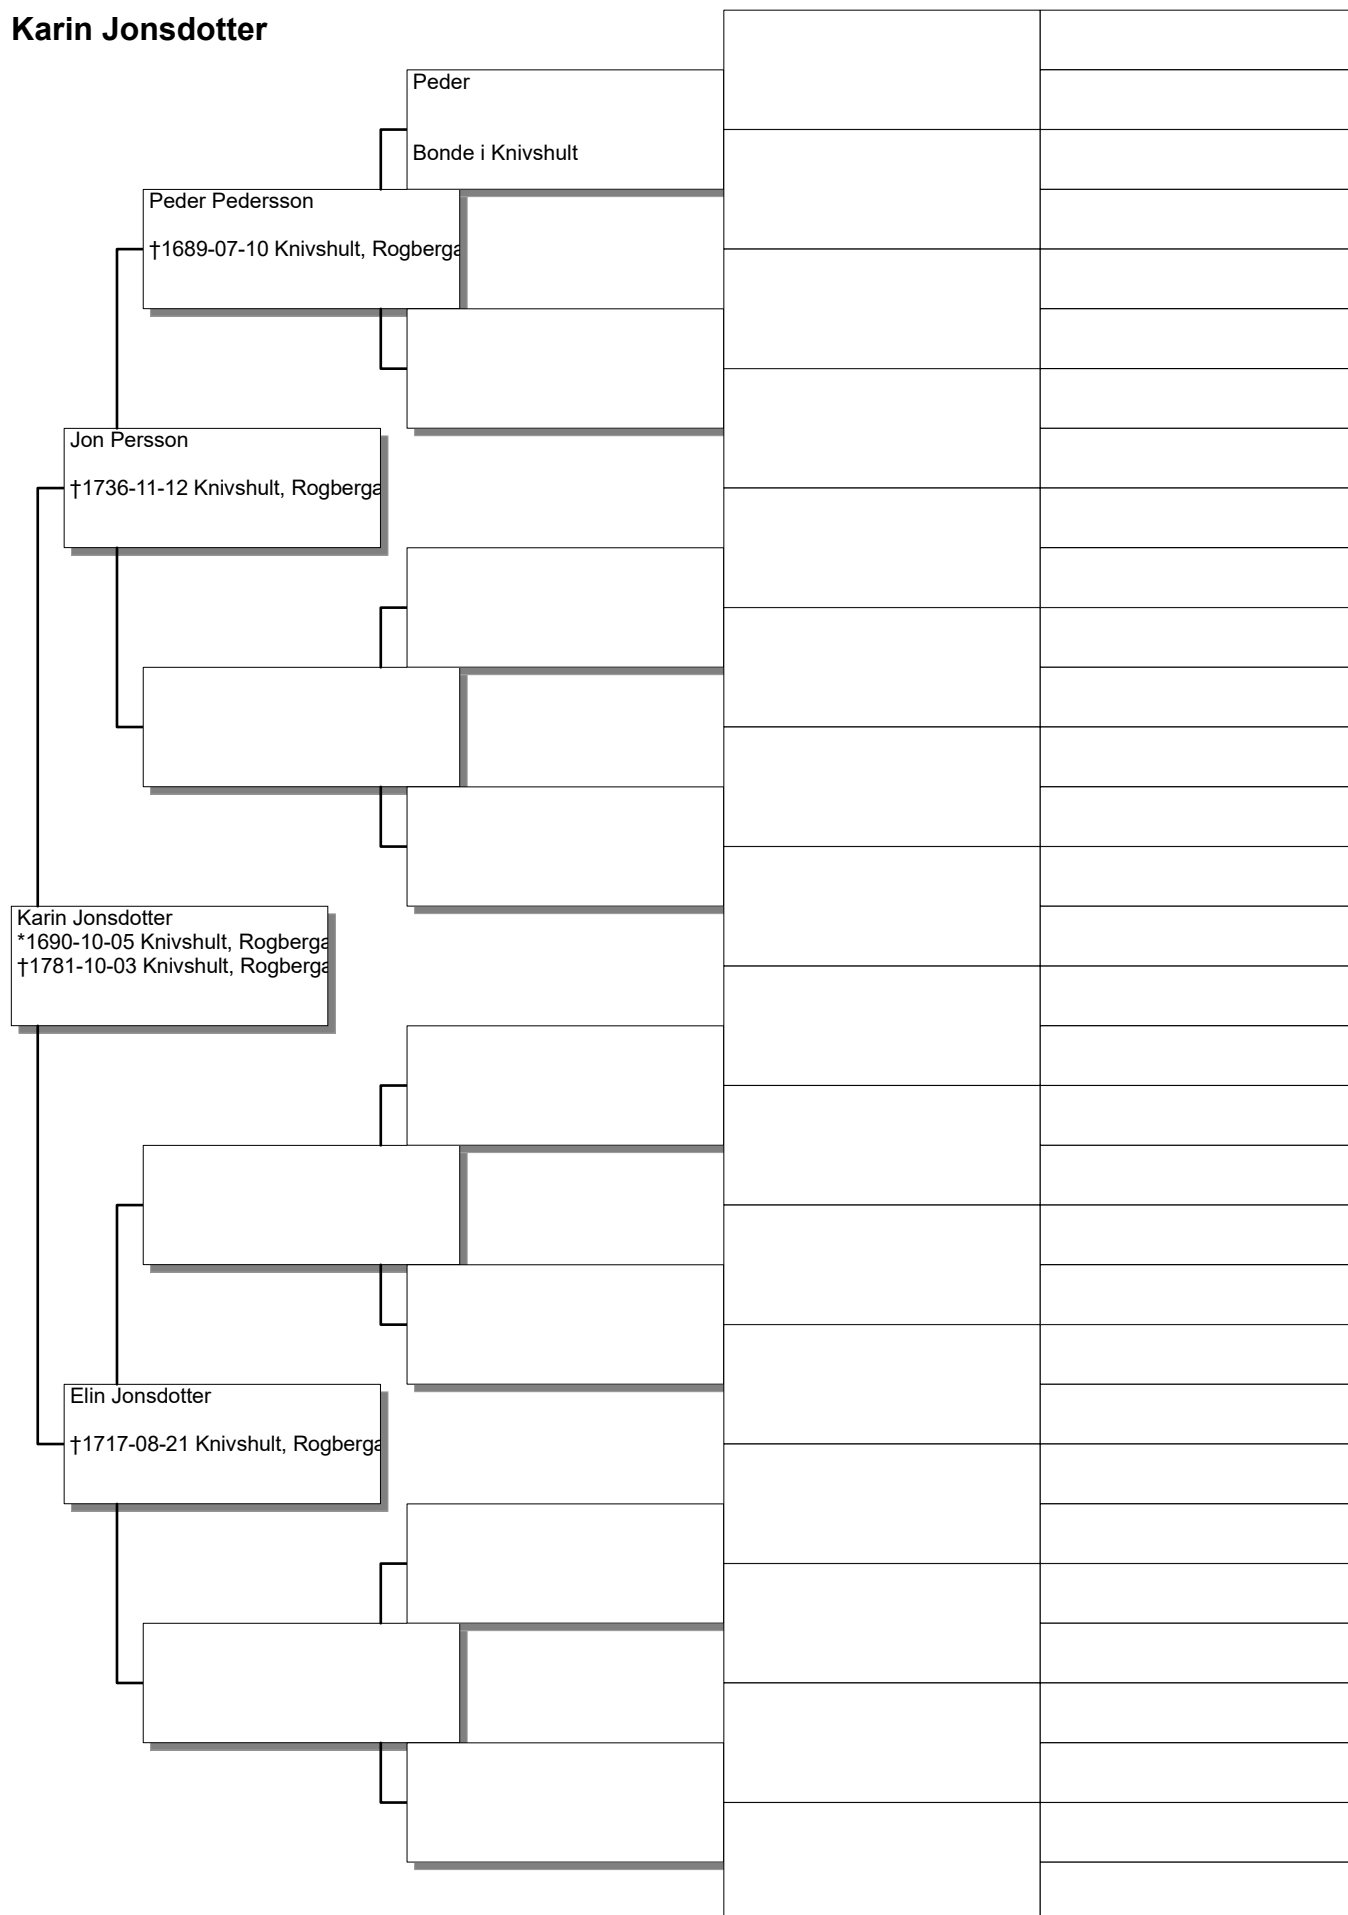 Karin Jonsdotter
Peder
Bonde i Knivshult
Peder Pedersson
†1689-07-10 Knivshult, Rogberga
Jon Persson
†1736-11-12 Knivshult, Rogberga
Karin Jonsdotter
*1690-10-05 Knivshult, Rogberga
†1781-10-03 Knivshult, Rogberga
Elin Jonsdotter
†1717-08-21 Knivshult, Rogberga